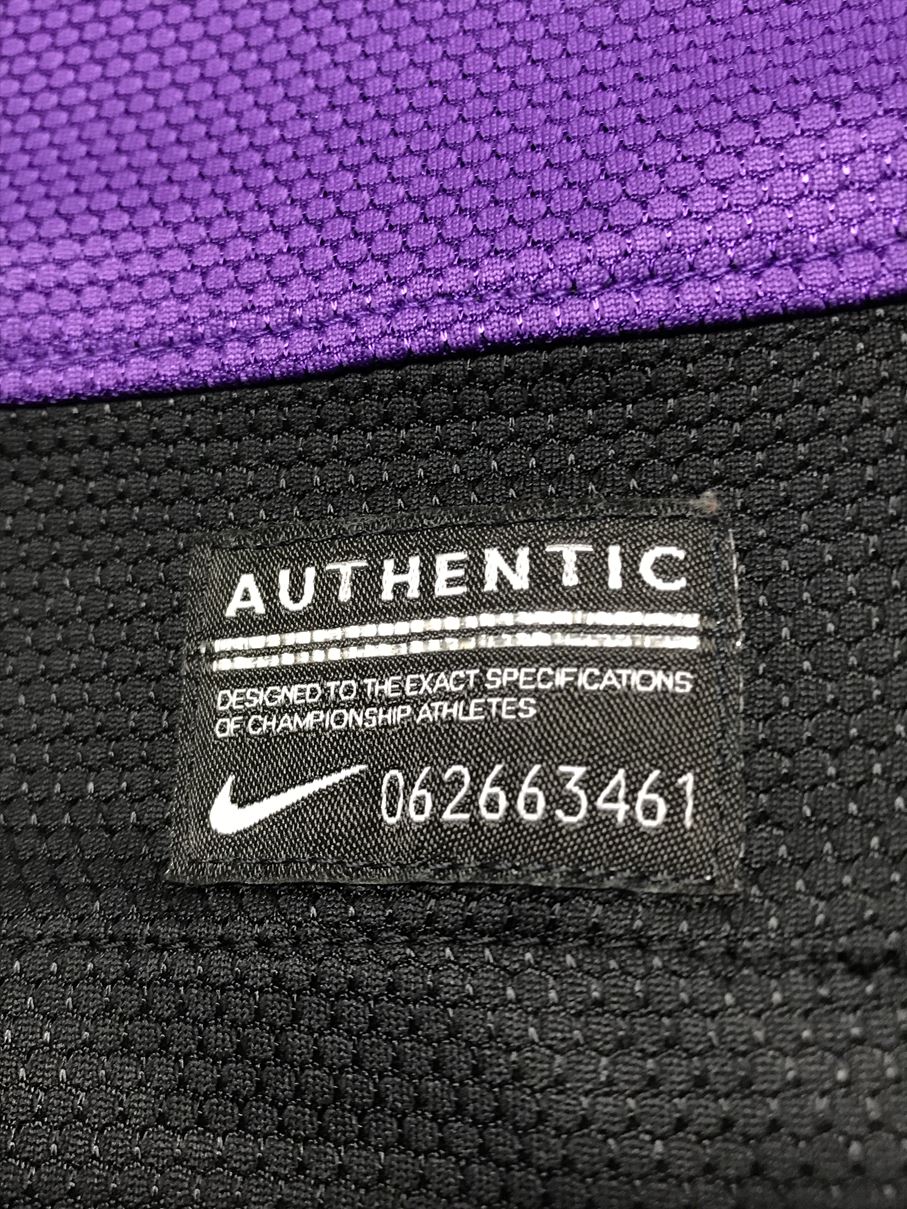 AUTHENTIC
DESIGNED TO THE EXACT SPECIFICATIONS
OF CHAMPIONSHIP ATHLETES
062663461